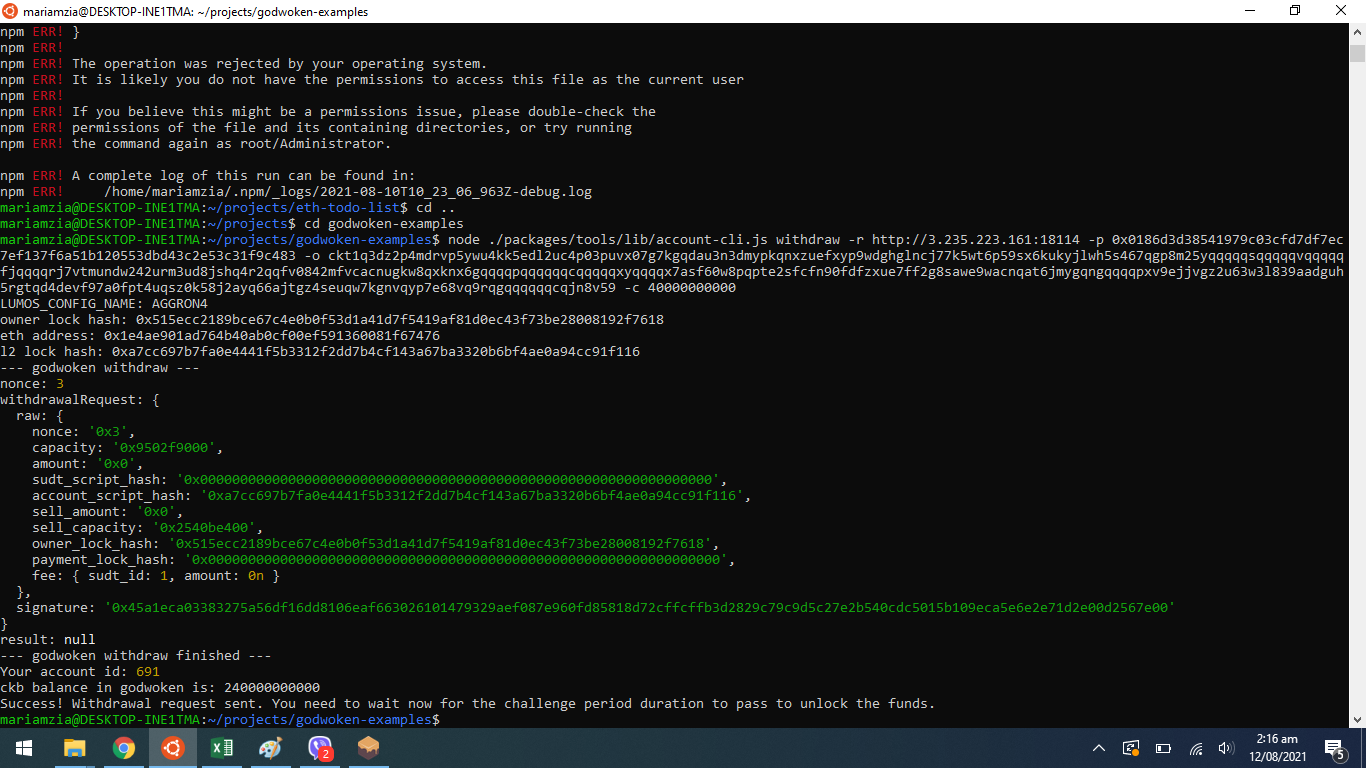 mariamzia@DESKTOP-INE1TMA: ~/projects/godwoken-examples
npm ERR! }
npm ERR!
npm ERR! The operation was rejected by your operating system.
npm ERR! It is likely you do not have the permissions to access this file as the current user
npm ERR!
npm ERR! If you believe this might be a permissions issue, please double-check the
npm ERR! permissions of the file and its containing directories, or try running
npm ERR! the command again as root/Administrator.
npm ERR! A complete log of this run can be found in:
npm ERR!     /home/mariamzia/.npm/_logs/2021-08-10T10_23_06_963Z-debug.log
mariamzia@DESKTOP-INE1TMA:~/projects/eth-todo-list$ cd ..
mariamzia@DESKTOP-INE1TMA:~/projects$ cd godwoken-examples
mariamzia@DESKTOP-INE1TMA:~/projects/godwoken-examples$ node ./packages/tools/lib/account-cli.js withdraw -r http://3.235.223.161:18114 -p 0x0186d3d38541979c03cfd7df7ec
7ef137f6a51b120553dbd43c2e53c31f9c483 -o ckt1q3dz2p4mdrvp5ywu4kk5edl2uc4p03puvx07g7kgqdau3n3dmypkqnxzuefxyp9wdghglncj77k5wt6p59sx6kukyjlwh5s467qgp8m25yqqqqqsqqqqqvqqqqq
fjqqqqrj7vtmundw242urm3ud8jshq4r2qqfv0842mfvcacnugkw8qxknx6gqqqqpqqqqqqcqqqqqxyqqqqx7asf60w8pqpte2sfcfn90fdfzxue7ff2g8sawe9wacnqat6jmygqngqqqqpxv9ejjvgz2u63w3l839aadguh
5rgtqd4devf97a0fpt4uqsz0k58j2ayq66ajtgz4seuqw7kgnvqyp7e68vq9rqgqqqqqqcqjn8v59 -c 40000000000
LUMOS_CONFIG_NAME: AGGRON4
owner lock hash: 0x515ecc2189bce67c4e0b0f53d1a41d7f5419af81d0ec43f73be28008192f7618
eth address: 0x1e4ae901ad764b40ab0cf00ef591360081f67476
l2 lock hash: 0xa7cc697b7fa0e4441f5b3312f2dd7b4cf143a67ba3320b6bf4ae0a94cc91f116
--- godwoken withdraw ---
nonce: 3
withdrawalRequest: {
  raw: {
    nonce: '0x3',
    capacity: '0x9502f9000',
    amount: '0x0',
    sudt_script_hash: '0x0000000000000000000000000000000000000000000000000000000000000000',
    account_script_hash: '0xa7cc697b7fa0e4441f5b3312f2dd7b4cf143a67ba3320b6bf4ae0a94cc91f116',
    sell_amount: '0x0',
    sell_capacity: '0x2540be400',
    owner_lock_hash: '0x515ecc2189bce67c4e0b0f53d1a41d7f5419af81d0ec43f73be28008192f7618',
    payment_lock_hash: '0x0000000000000000000000000000000000000000000000000000000000000000',
    fee: { sudt_id: 1, amount: 0n }
  },
  signature: '0x45a1eca03383275a56df16dd8106eaf663026101479329aef087e960fd85818d72cffcffb3d2829c79c9d5c27e2b540cdc5015b109eca5e6e2e71d2e00d2567e00'
}
result: null
--- godwoken withdraw finished ---
Your account id: 691
ckb balance in godwoken is: 240000000000
Success! Withdrawal request sent. You need to wait now for the challenge period duration to pass to unlock the funds.
mariamzia@DESKTOP-INE1TMA:~/projects/godwoken-examples$
2
2:16 am
12/08/2021
5